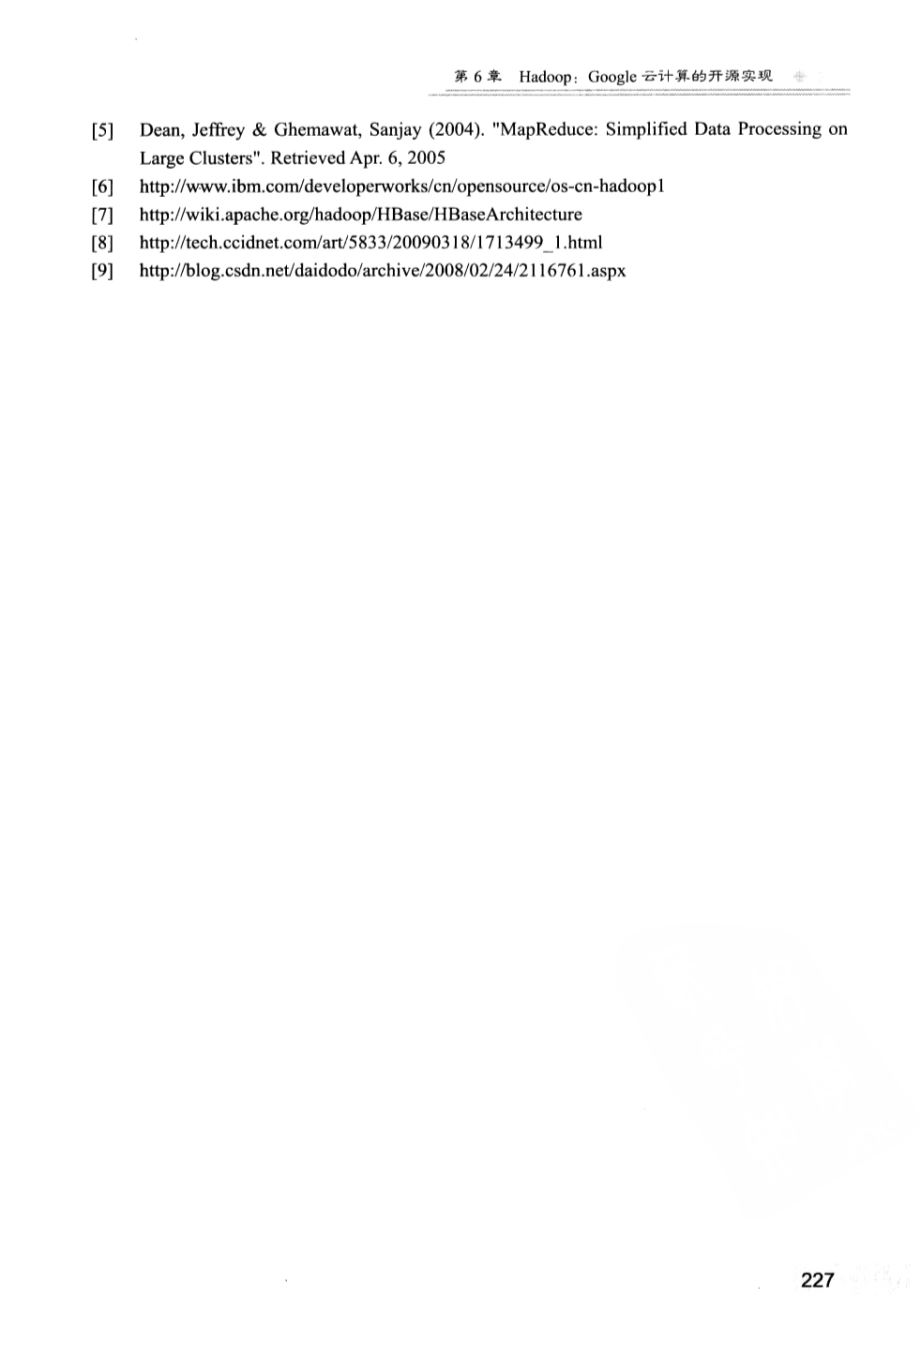 第 6 章 Hadoop：Google 云计算的开源实现
[5] Dean, Jeffrey & Ghemawat, Sanjay (2004). "MapReduce: Simplified Data Processing on
Large Clusters". Retrieved Apr. 6, 2005
[6] http://www.ibm.com/developerworks/cn/opensource/os-cn-hadoop1
[7] http://wiki.apache.org/hadoop/HBase/HBaseArchitecture
[8] http://tech.ccidnet.com/art/5833/20090318/1713499_1.html
[9] http://blog.csdn.net/daidodo/archive/2008/02/24/2116761.aspx
227